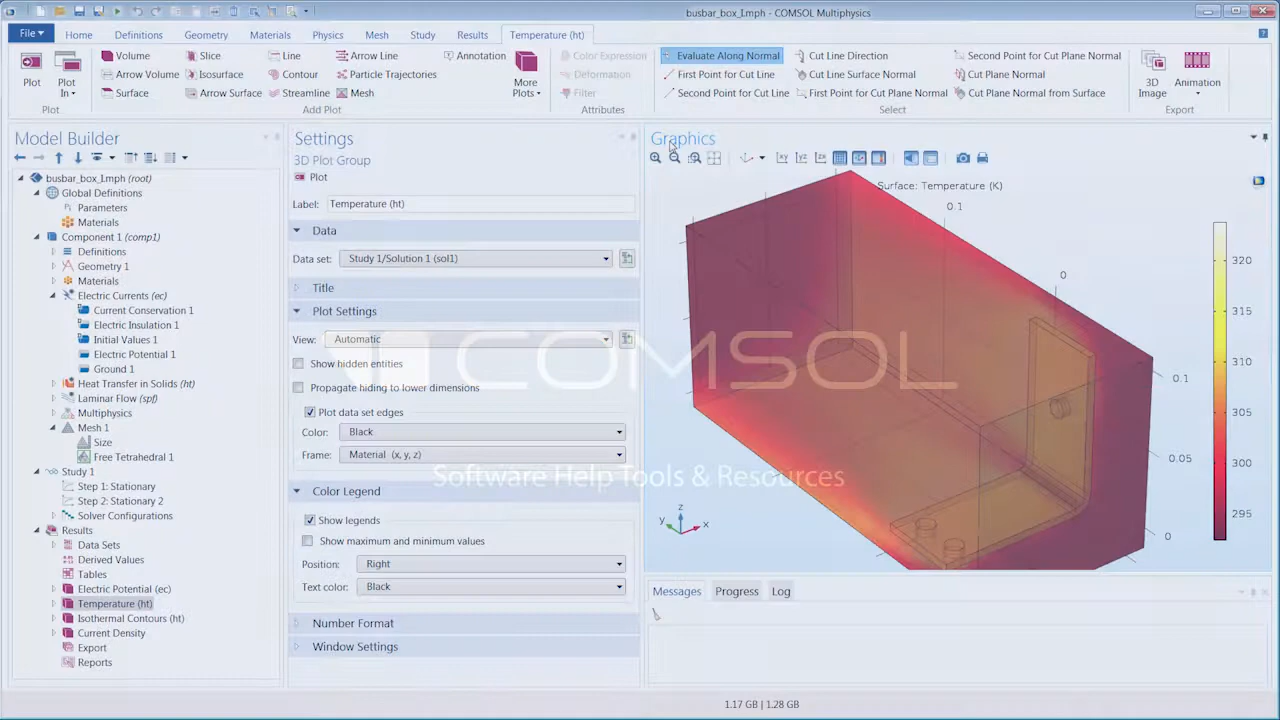 busbar_box_I.mph - COMSOL Multiphysics
File Home Definitions Geometry Materials Physics Mesh Study Results Temperature (ht)
Plot
Plot In
Plot
Volume Slice Line Arrow Line Annotation
Arrow Volume Isosurface Contour Particle Trajectories
Surface Arrow Surface Streamline Mesh
More Plots
Add Plot
Color Expression
Deformation
Filter
Attributes
Evaluate Along Normal Cut Line Direction Second Point for Cut Plane Normal
First Point for Cut Line Cut Line Surface Normal Cut Plane Normal
Second Point for Cut Line First Point for Cut Plane Normal Cut Plane Normal from Surface
Select
3D Image
Animation
Export
Model Builder
busbar_box_I.mph (root)
Global Definitions
Parameters
Materials
Component 1 (comp1)
Definitions
Geometry 1
Materials
Electric Currents (ec)
Current Conservation 1
Electric Insulation 1
Initial Values 1
Electric Potential 1
Ground 1
Heat Transfer in Solids (ht)
Laminar Flow (spf)
Multiphysics
Mesh 1
Size
Free Tetrahedral 1
Study 1
Step 1: Stationary
Step 2: Stationary 2
Solver Configurations
Results
Data Sets
Derived Values
Tables
Electric Potential (ec)
Temperature (ht)
Isothermal Contours (ht)
Current Density
Export
Reports
Settings
3D Plot Group
Plot
Label: Temperature (ht)
Data
Data set: Study 1/Solution 1 (sol1)
Title
Plot Settings
View: Automatic
Show hidden entities
Propagate hiding to lower dimensions
Plot data set edges
Color: Black
Frame: Material (x, y, z)
Color Legend
Show legends
Show maximum and minimum values
Position: Right
Text color: Black
Number Format
Window Settings
Graphics
xy yz zx
Surface: Temperature (K)
0.1
0
0.1
0.05
0
320
315
310
305
300
295
z
y x
COMSOL
Software Help Tools & Resources
Messages Progress Log
1.17 GB | 1.28 GB